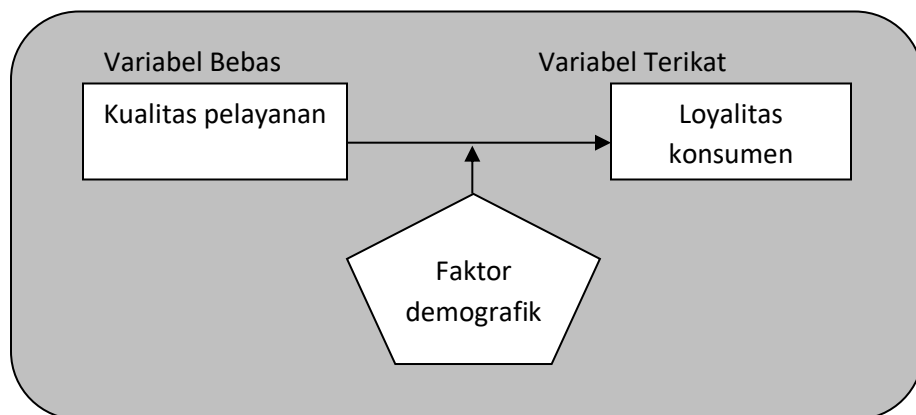 Variabel Bebas
Variabel Terikat
Kualitas pelayanan
Loyalitas
konsumen
Faktor
demografik